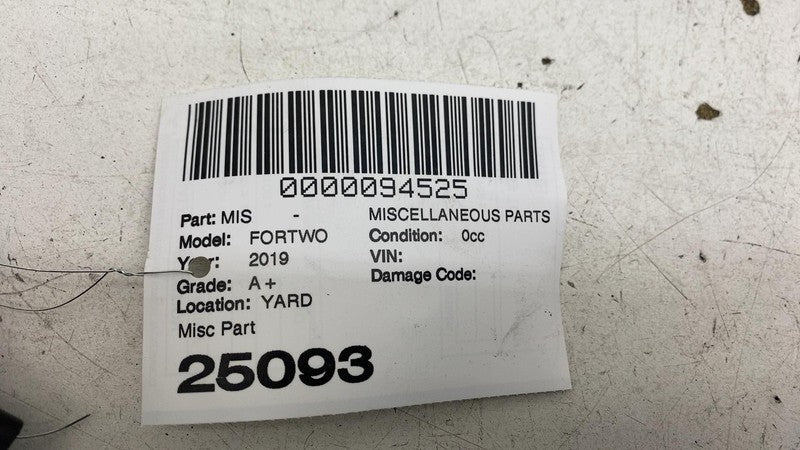 0000094525
Part: MIS - MISCELLANEOUS PARTS
Model: FORTWO Condition: 0cc
Year: 2019 VIN:
Grade: A+ Damage Code:
Location: YARD
Misc Part
25093